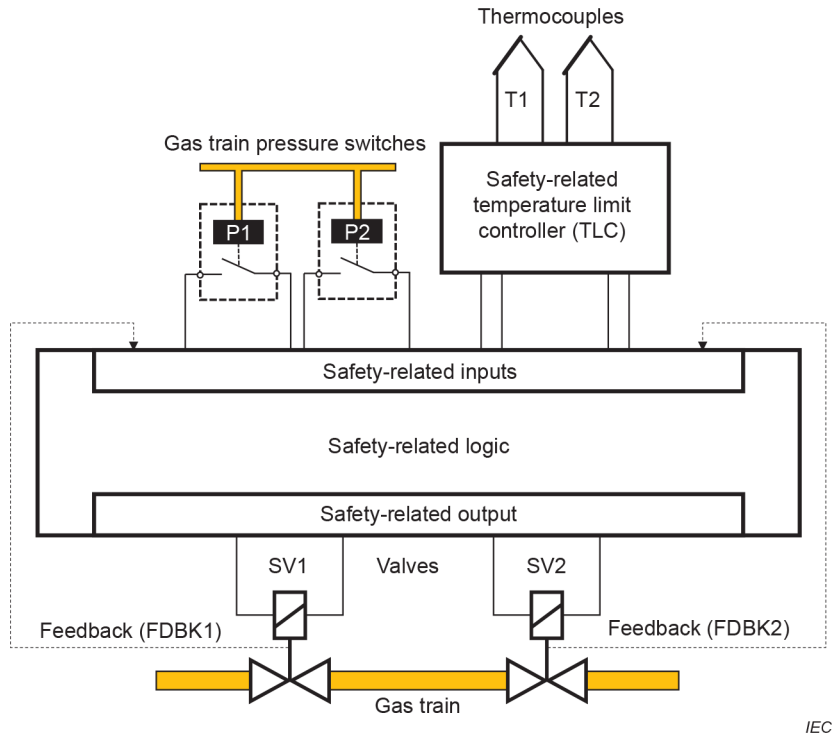 Thermocouples
T1
T2
Gas train pressure switches
Safety-related
temperature limit
controller (TLC)
P1
P2
Safety-related inputs
Safety-related logic
Safety-related output
SV1
Valves
SV2
Feedback (FDBK1)
Feedback (FDBK2)
Gas train
IEC